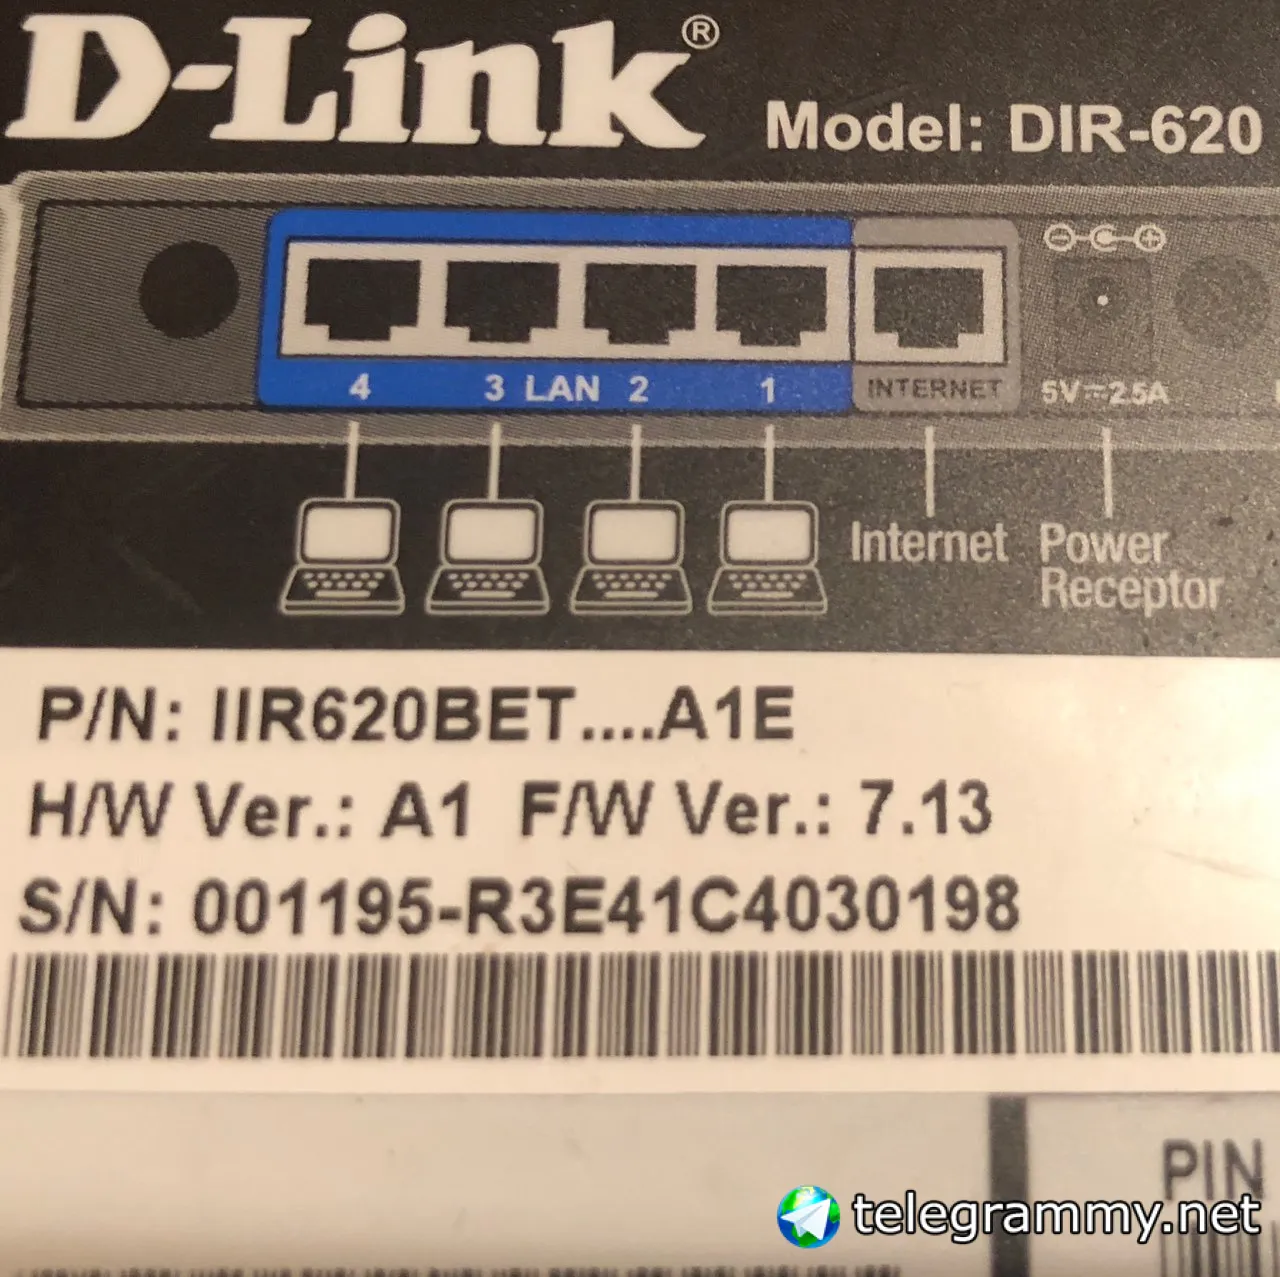 D-Link®
Model: DIR-620
4 3 LAN 2 1 INTERNET 5V⎓2.5A
Internet Power
Receptor
P/N: IIR620BET....A1E
H/W Ver.: A1 F/W Ver.: 7.13
S/N: 001195-R3E41C4030198
PIN
telegrammy.net